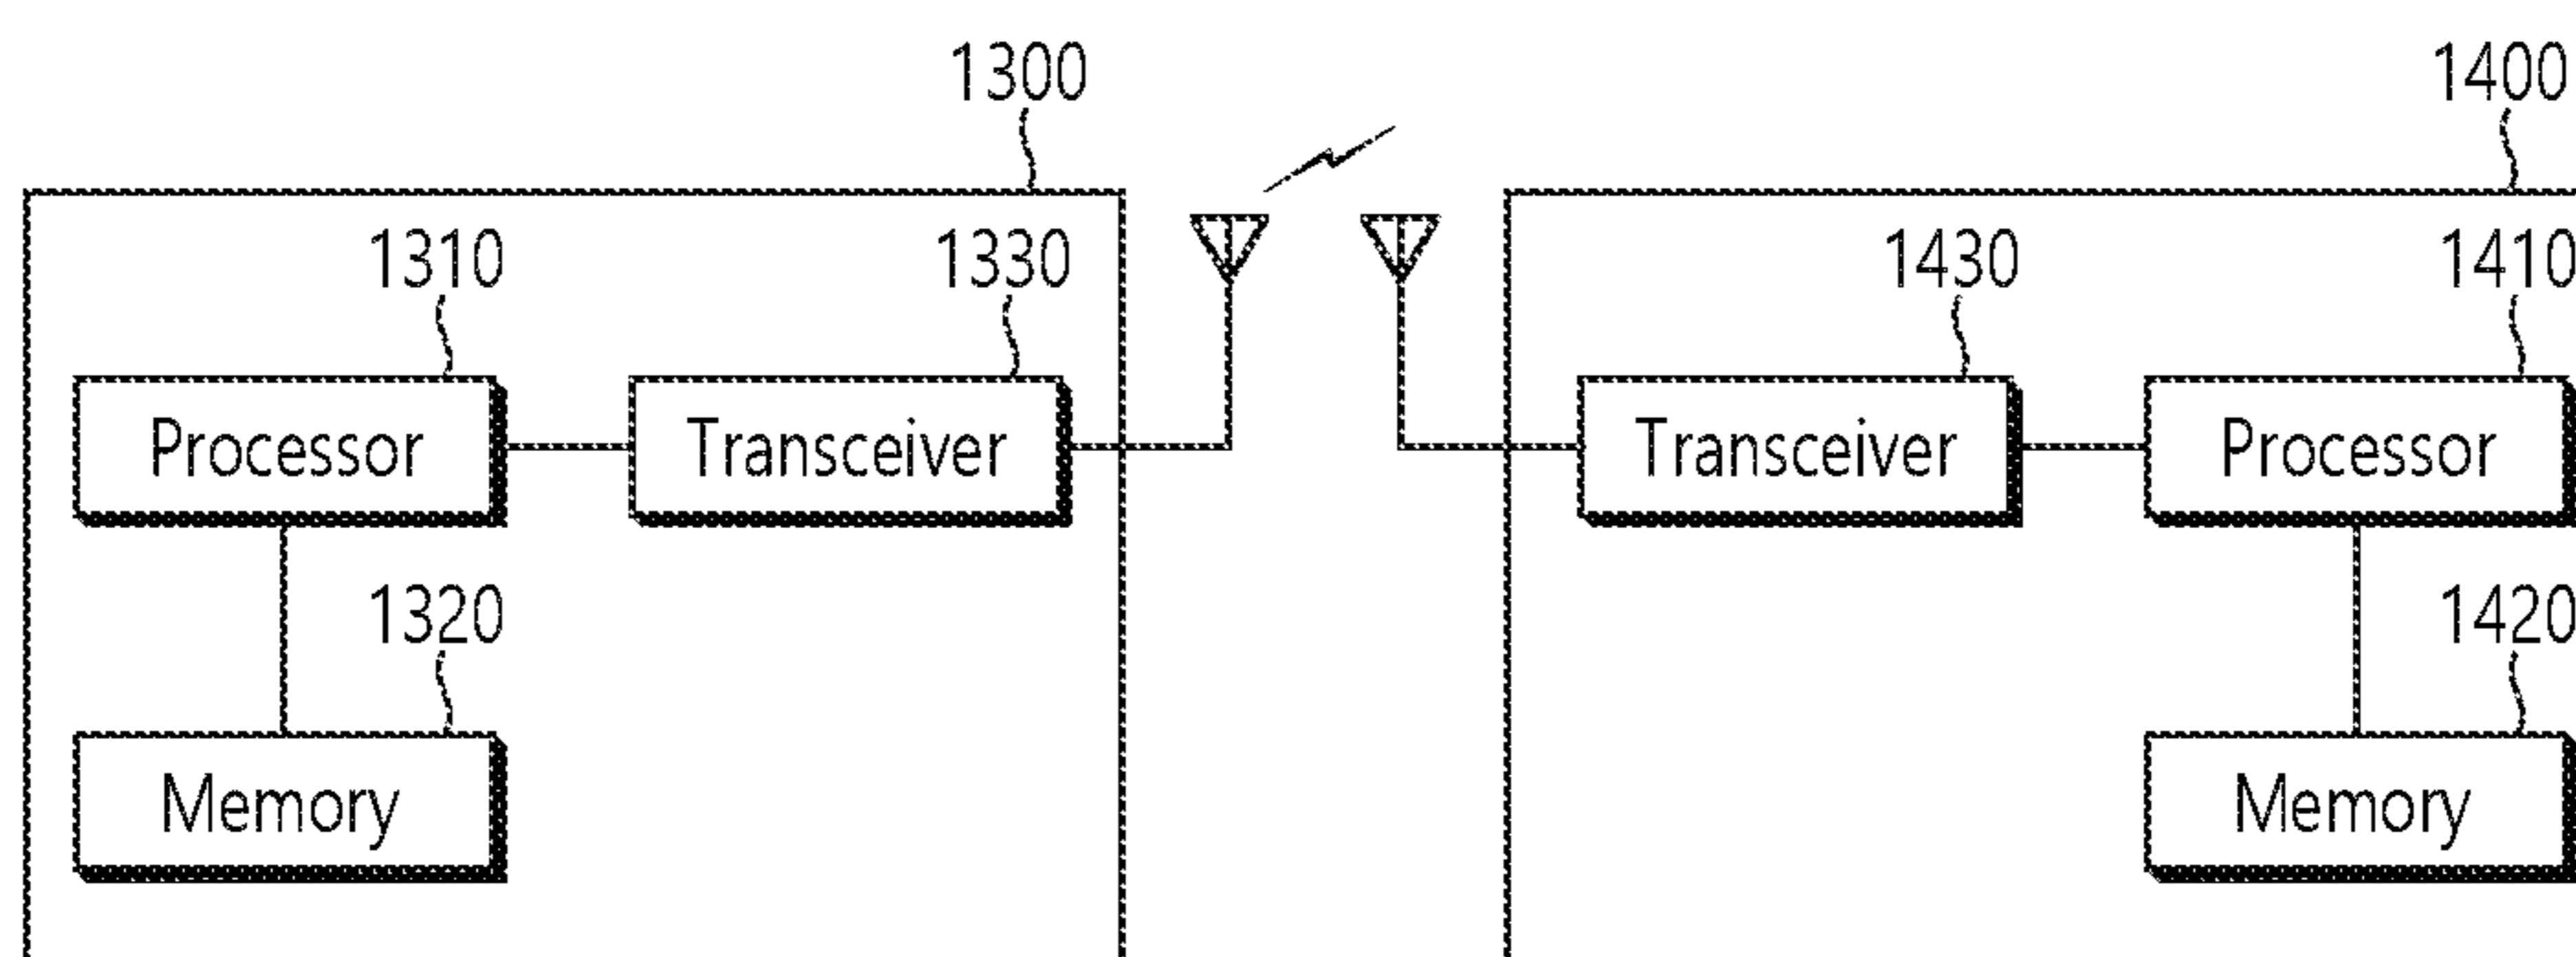 1300
1400
1310
1330
1430
1410
Processor
Transceiver
Transceiver
Processor
1320
1420
Memory
Memory